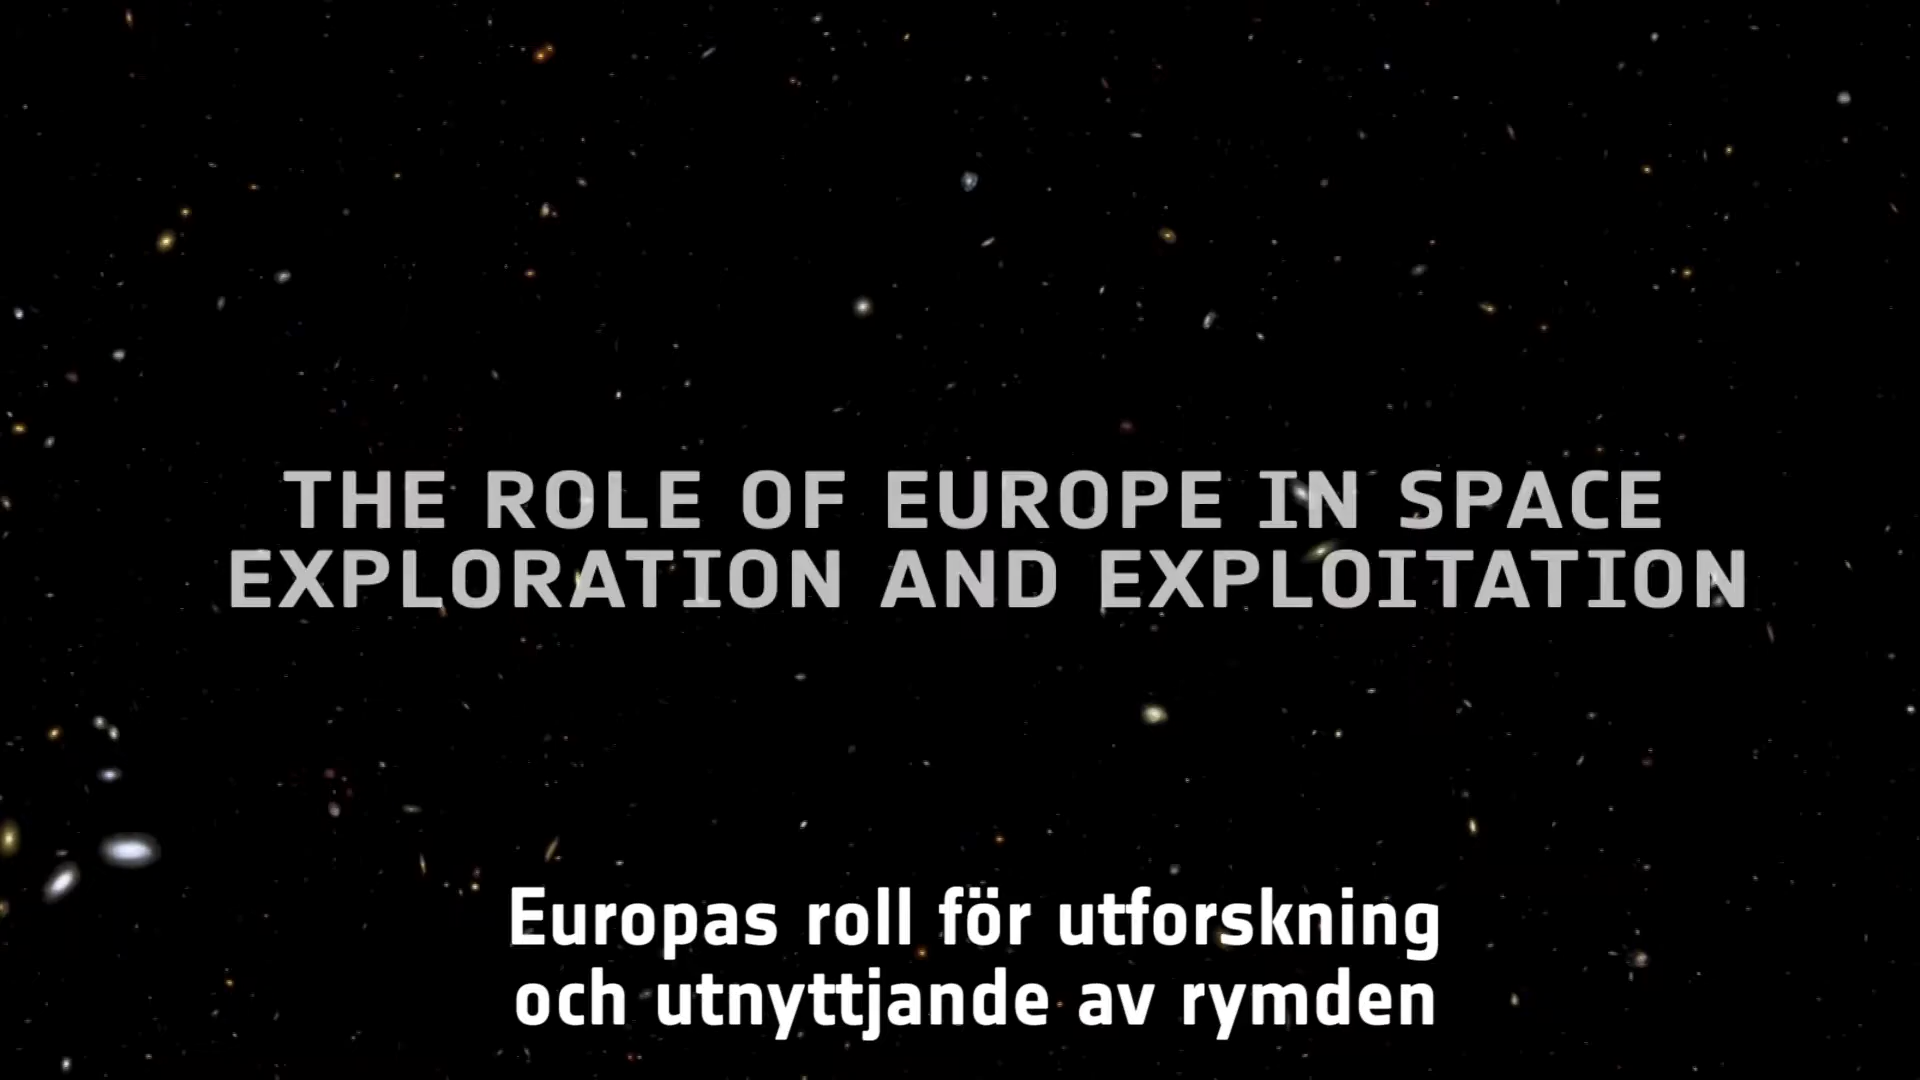 THE ROLE OF EUROPE IN SPACE
EXPLORATION AND EXPLOITATION
Europas roll för utforskning
och utnyttjande av rymden